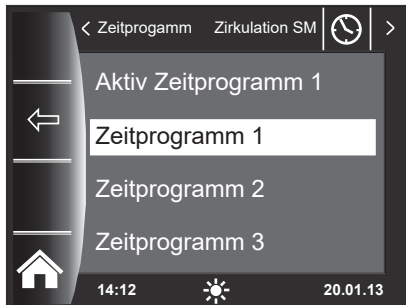 < Zeitprogamm Zirkulation SM >
Aktiv Zeitprogramm 1
Zeitprogramm 1
Zeitprogramm 2
Zeitprogramm 3
14:12 20.01.13